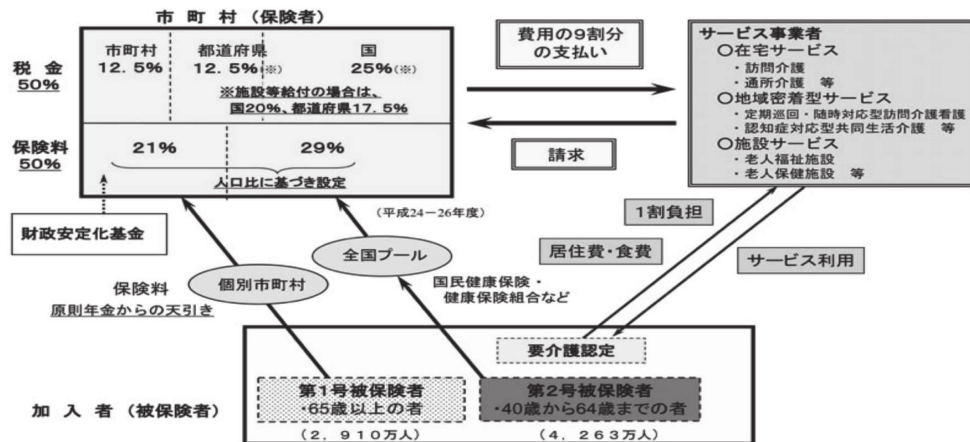 市 町 村 (保険者)
税 金
50%
市町村
12.5%
都道府県
12.5%(※)
国
25%(※)
※施設等給付の場合は、
国20%、都道府県17.5%
保険料
50%
21%
29%
人口比に基づき設定
財政安定化基金
(平成24-26年度)
費用の9割分
の支払い
請求
サービス事業者
○在宅サービス
・訪問介護
・通所介護 等
○地域密着型サービス
・定期巡回・随時対応型訪問介護看護
・認知症対応型共同生活介護 等
○施設サービス
・老人福祉施設
・老人保健施設 等
1割負担
居住費・食費
サービス利用
全国プール
国民健康保険・
健康保険組合など
個別市町村
保険料
原則年金からの天引き
要介護認定
加 入 者 (被保険者)
第1号被保険者
・65歳以上の者
(2,910万人)
第2号被保険者
・40歳から64歳までの者
(4,263万人)